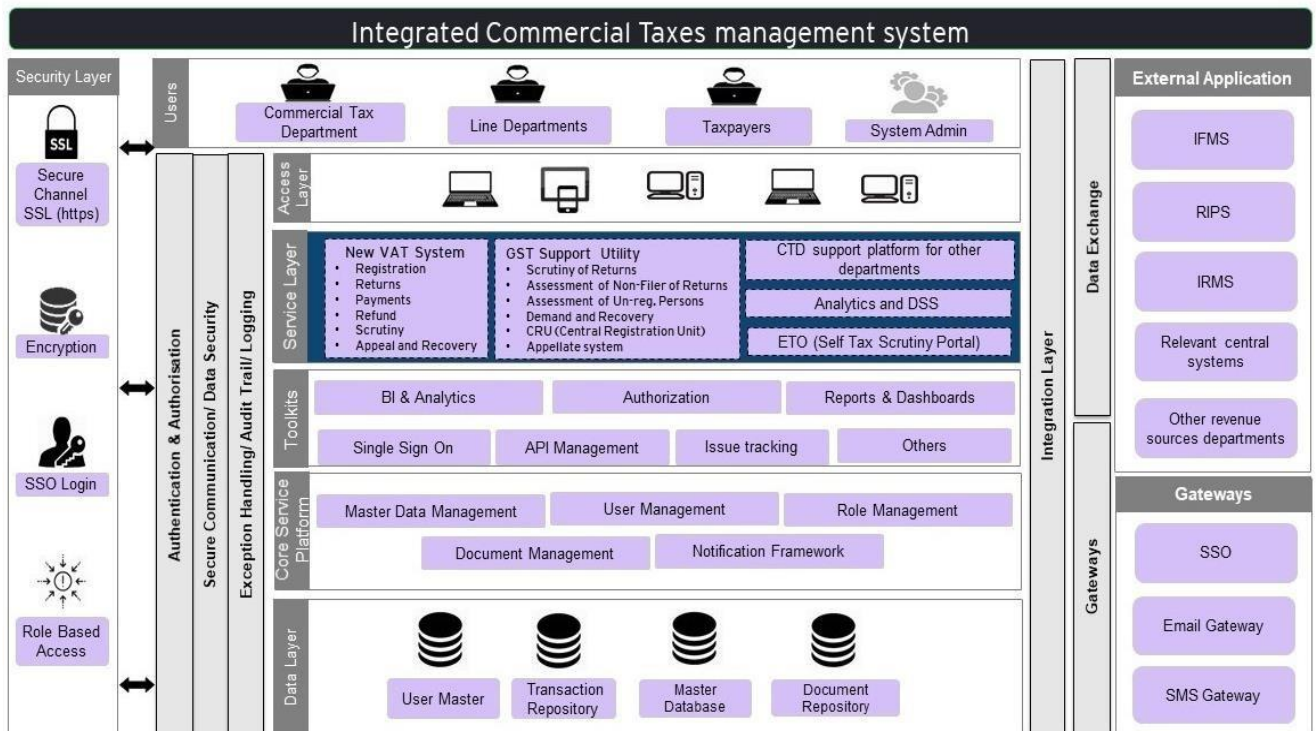 Integrated Commercial Taxes management system
Security Layer
SSL
Secure
Channel
SSL (https)
Encryption
SSO Login
Role Based
Access
Users
Commercial Tax
Department
Line Departments
Taxpayers
System Admin
Authentication & Authorisation
Secure Communication/ Data Security
Exception Handling/ Audit Trail/ Logging
Access
Layer
Service Layer
New VAT System
• Registration
• Returns
• Payments
• Refund
• Scrutiny
• Appeal and Recovery
GST Support Utility
• Scrutiny of Returns
• Assessment of Non-Filer of Returns
• Assessment of Un-reg. Persons
• Demand and Recovery
• CRU (Central Registration Unit)
• Appellate system
CTD support platform for other
departments
Analytics and DSS
ETO (Self Tax Scrutiny Portal)
Toolkits
BI & Analytics
Authorization
Reports & Dashboards
Single Sign On
API Management
Issue tracking
Others
Core Service
Platform
Master Data Management
User Management
Role Management
Document Management
Notification Framework
Data Layer
User Master
Transaction
Repository
Master
Database
Document
Repository
Integration Layer
Data Exchange
Gateways
External Application
IFMS
RIPS
IRMS
Relevant central
systems
Other revenue
sources departments
Gateways
SSO
Email Gateway
SMS Gateway